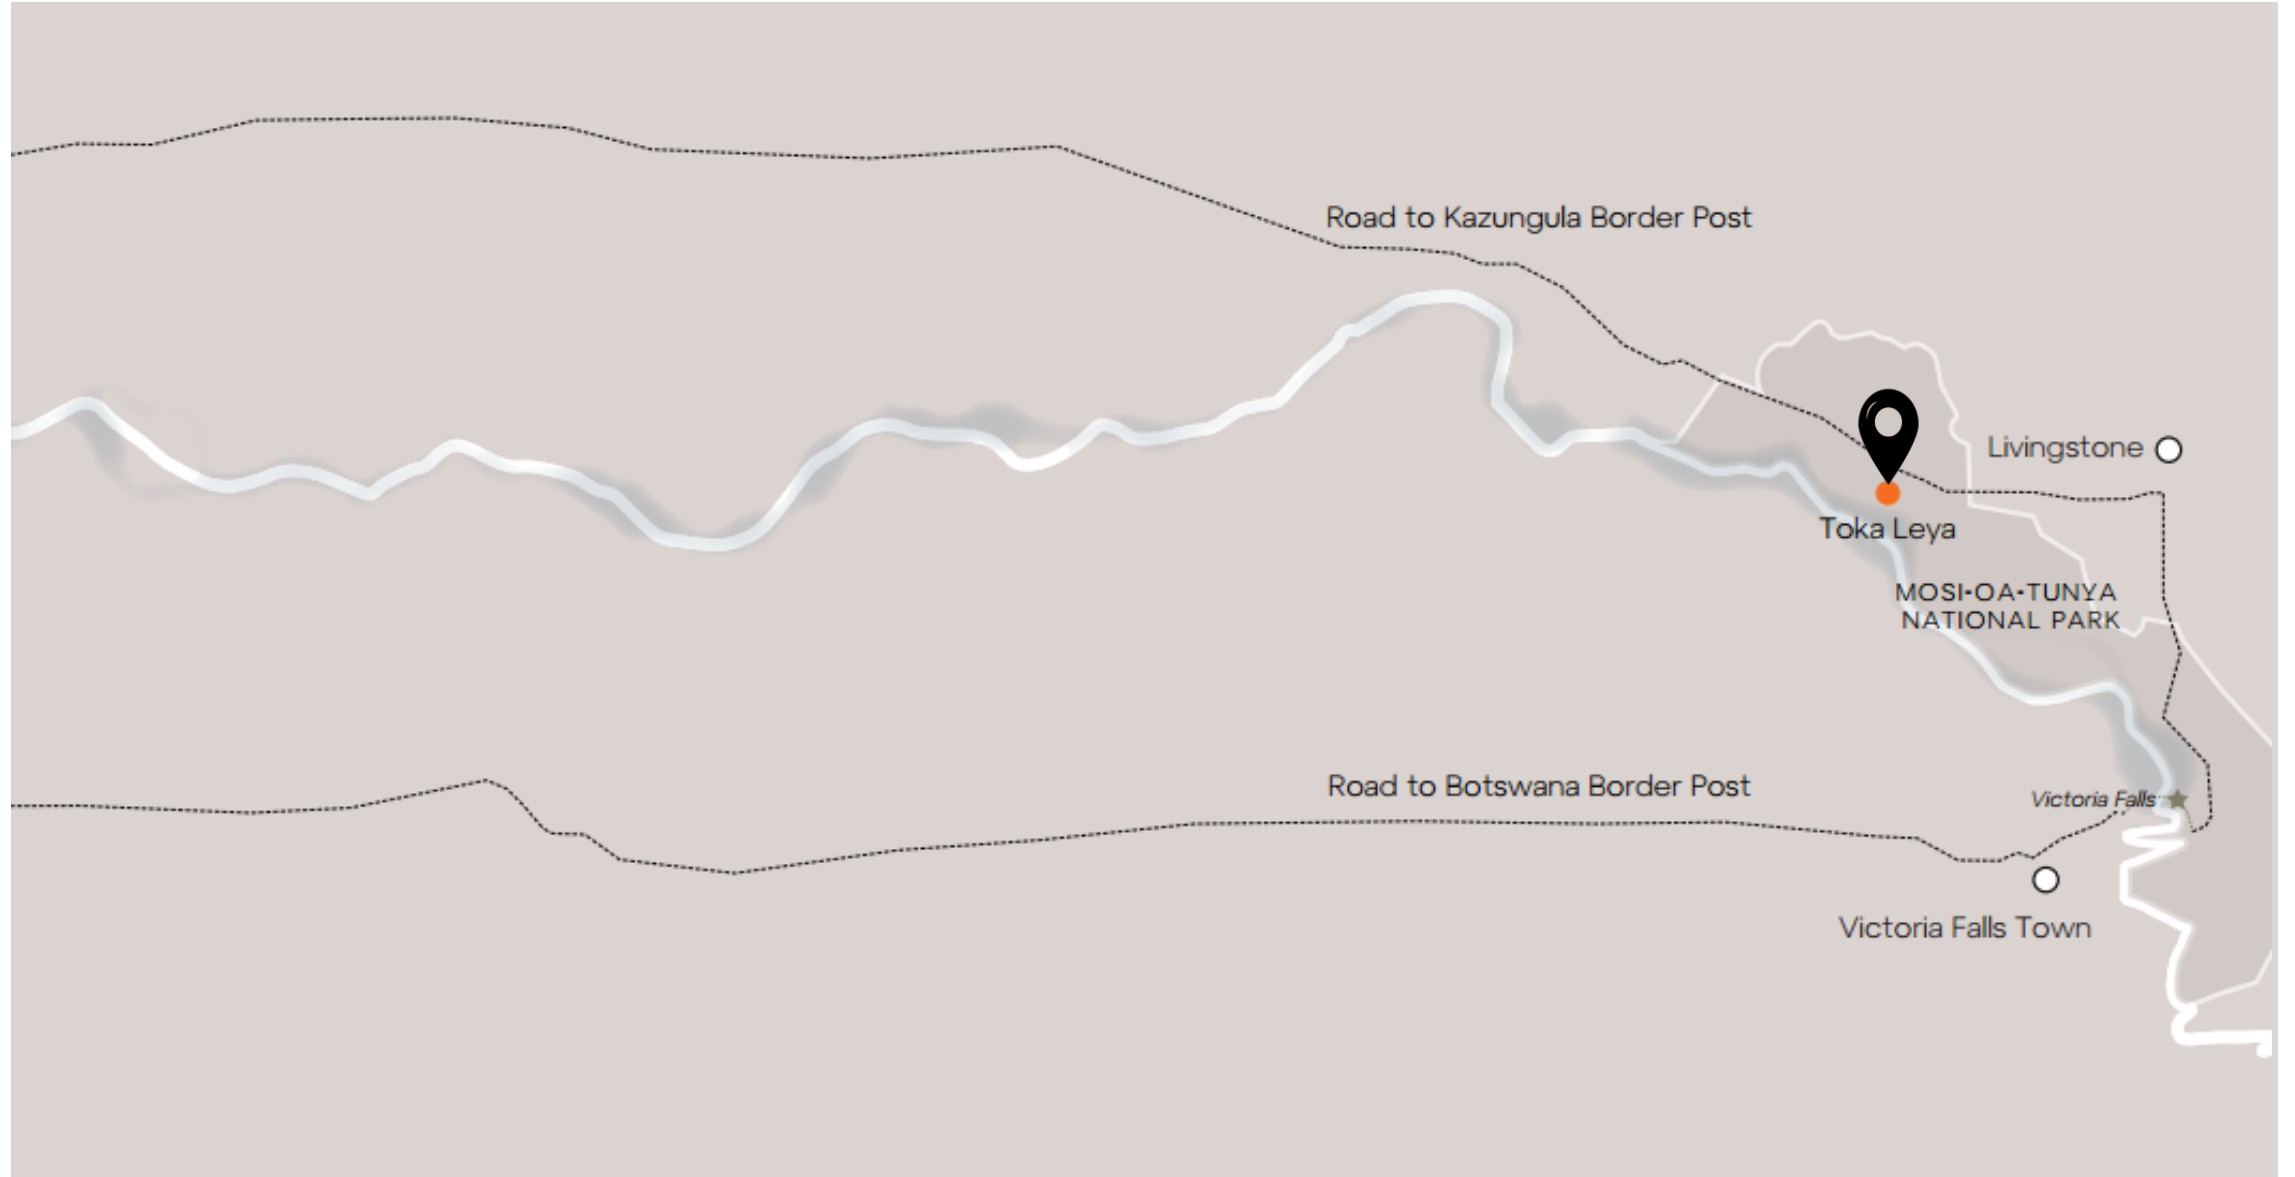 Road to Kazungula Border Post
Livingstone
Toka Leya
MOSI-OA-TUNYA
NATIONAL PARK
Road to Botswana Border Post
Victoria Falls
Victoria Falls Town